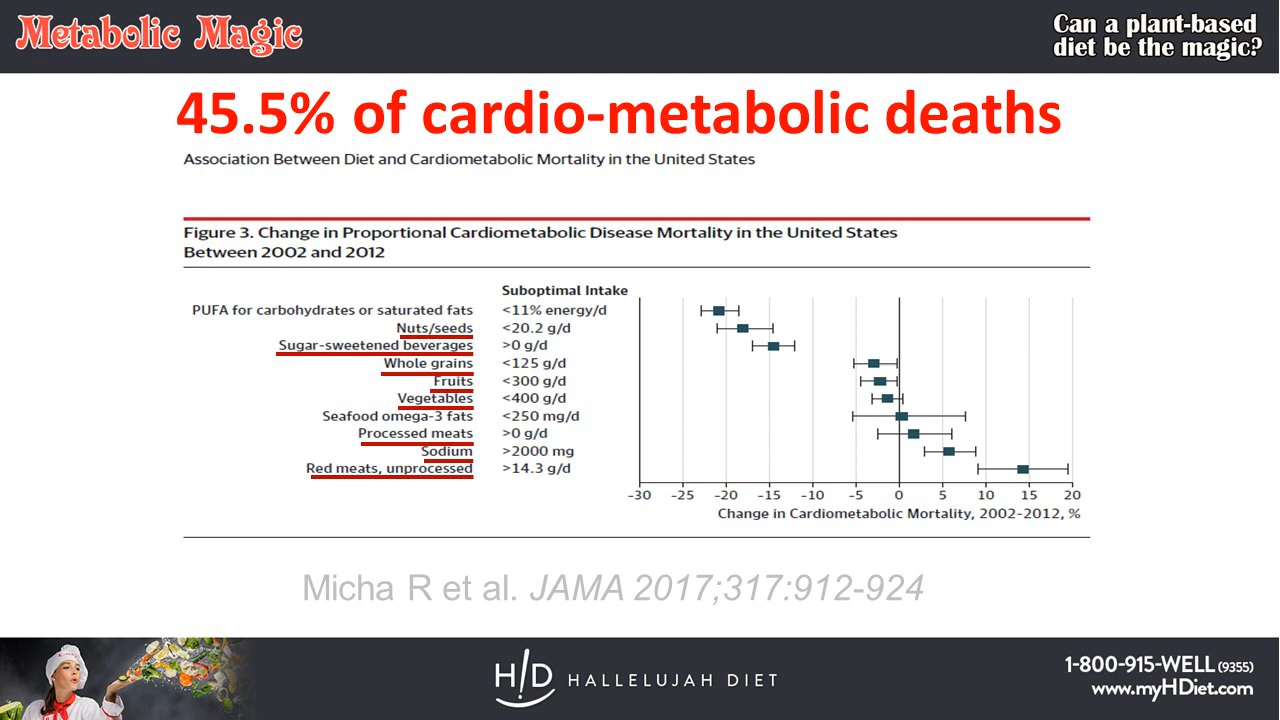 Metabolic Magic
Can a plant-based
diet be the magic?
45.5% of cardio-metabolic deaths
Association Between Diet and Cardiometabolic Mortality in the United States
Figure 3. Change in Proportional Cardiometabolic Disease Mortality in the United States
Between 2002 and 2012
Suboptimal Intake
PUFA for carbohydrates or saturated fats <11% energy/d
Nuts/seeds <20.2 g/d
Sugar-sweetened beverages >0 g/d
Whole grains <125 g/d
Fruits <300 g/d
Vegetables <400 g/d
Seafood omega-3 fats <250 mg/d
Processed meats >0 g/d
Sodium >2000 mg
Red meats, unprocessed >14.3 g/d
-30 -25 -20 -15 -10 -5 0 5 10 15 20
Change in Cardiometabolic Mortality, 2002-2012, %
Micha R et al. JAMA 2017;317:912-924
H!D HALLELUJAH DIET
1-800-915-WELL (9355)
www.myHDiet.com